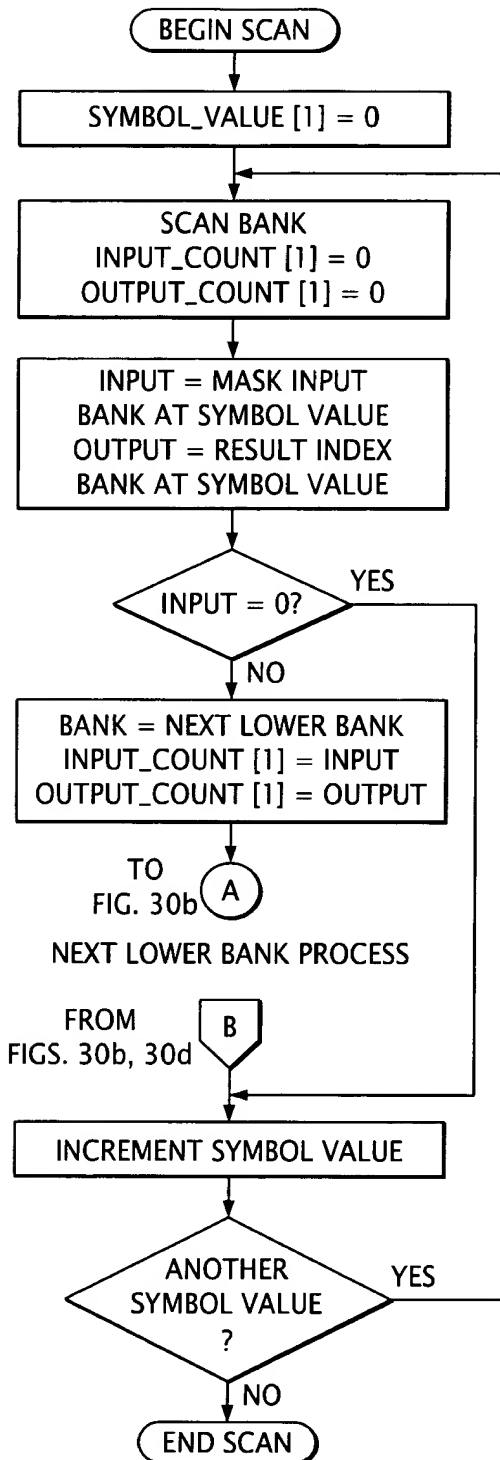 BEGIN SCAN
SYMBOL_VALUE [1] = 0
SCAN BANK
INPUT_COUNT [1] = 0
OUTPUT_COUNT [1] = 0
INPUT = MASK INPUT
BANK AT SYMBOL VALUE
OUTPUT = RESULT INDEX
BANK AT SYMBOL VALUE
INPUT = 0?
YES
NO
BANK = NEXT LOWER BANK
INPUT_COUNT [1] = INPUT
OUTPUT_COUNT [1] = OUTPUT
TO
FIG. 30b
A
NEXT LOWER BANK PROCESS
FROM
FIGS. 30b, 30d
B
INCREMENT SYMBOL VALUE
ANOTHER
SYMBOL VALUE
?
YES
NO
END SCAN